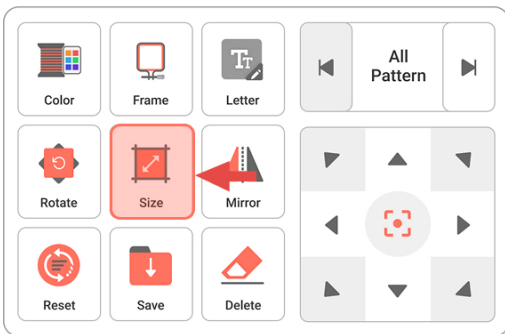 Color
Frame
Letter
All
Pattern
Rotate
Size
Mirror
Reset
Save
Delete